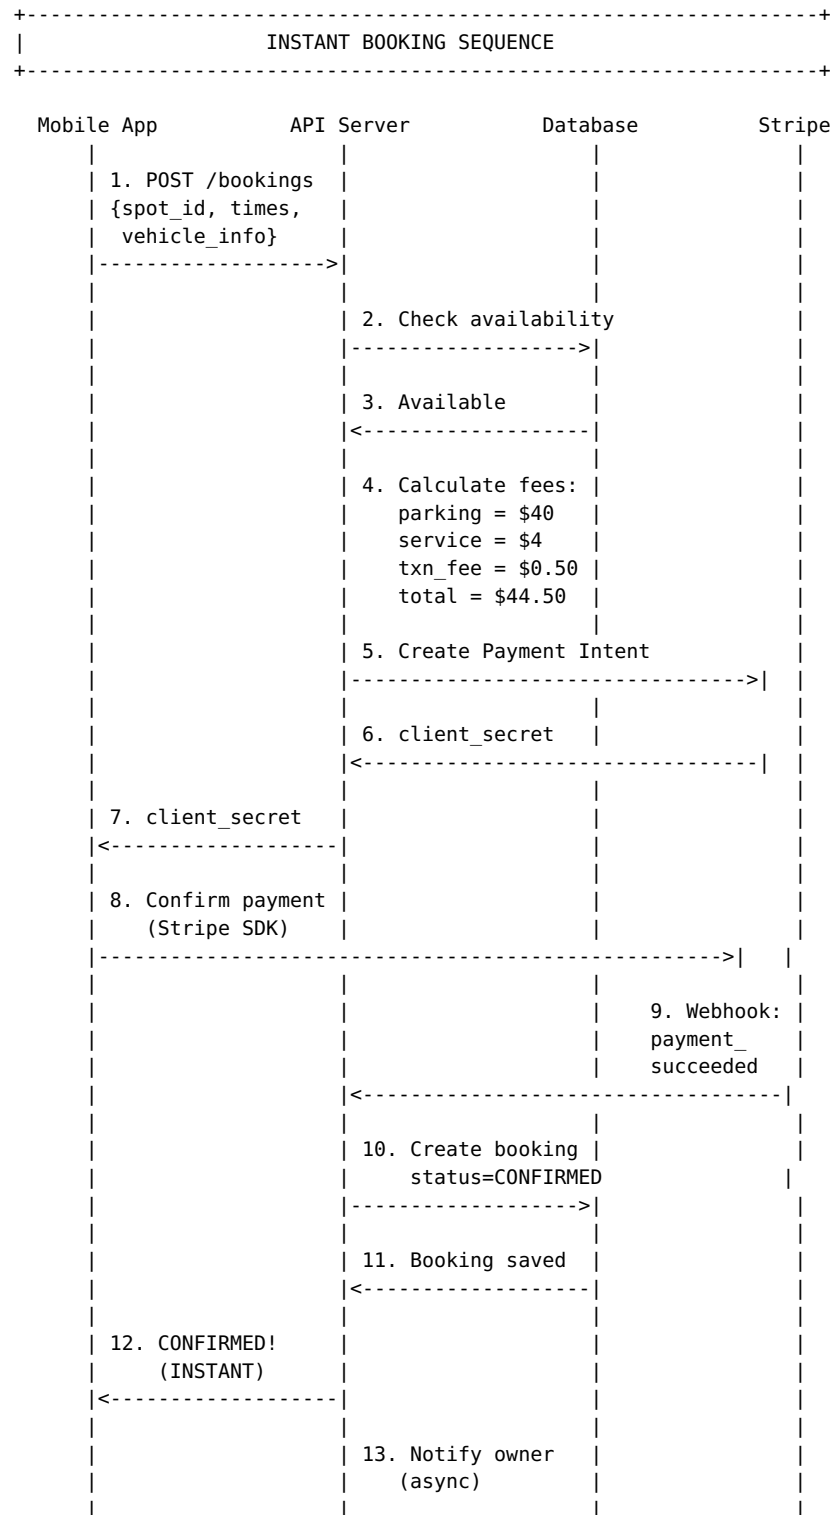 INSTANT BOOKING SEQUENCE
Mobile App API Server Database Stripe
1. POST /bookings
{spot_id, times,
vehicle_info}
2. Check availability
3. Available
4. Calculate fees:
parking = $40
service = $4
txn_fee = $0.50
total = $44.50
5. Create Payment Intent
6. client_secret
7. client_secret
8. Confirm payment
(Stripe SDK)
9. Webhook:
payment_
succeeded
10. Create booking
status=CONFIRMED
11. Booking saved
12. CONFIRMED!
(INSTANT)
13. Notify owner
(async)